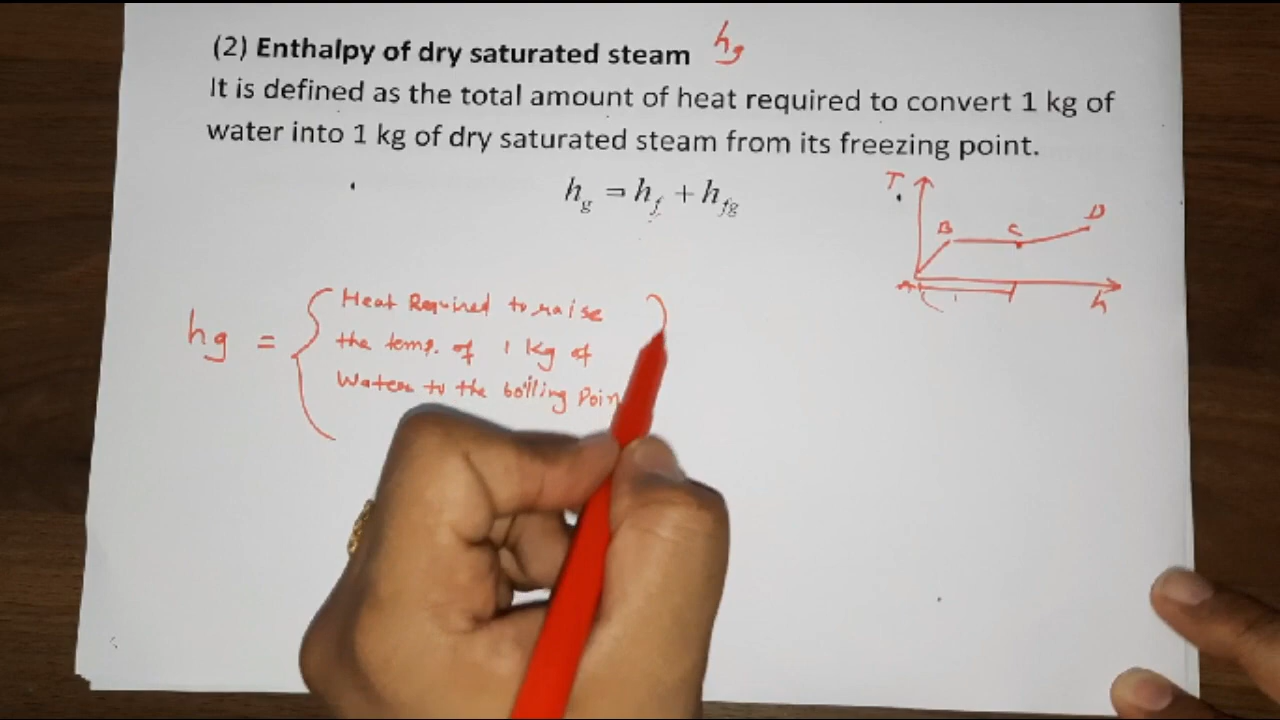 (2) Enthalpy of dry saturated steam hg
It is defined as the total amount of heat required to convert 1 kg of
water into 1 kg of dry saturated steam from its freezing point.
hg = hf + hfg
T
B C D
A h
hg = { Heat Required to raise }
the temp. of 1 kg of
Water to the boiling Poin